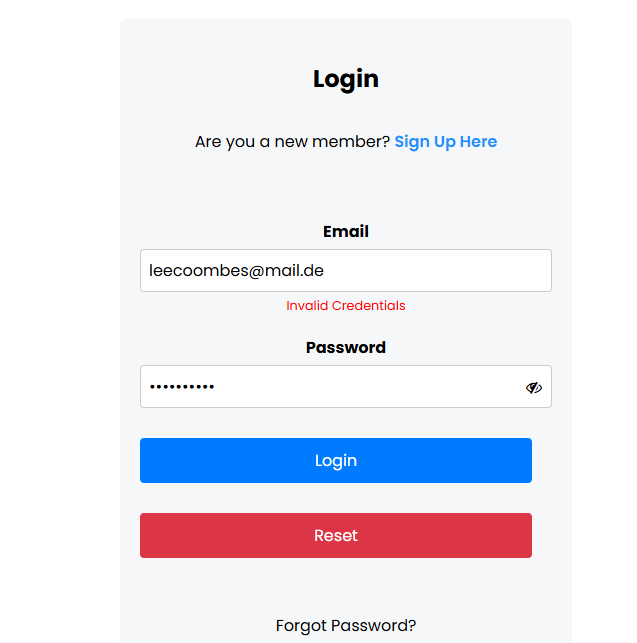 Login
Are you a new member? Sign Up Here
Email
leecoombes@mail.de
Invalid Credentials
Password
••••••••••
Login
Reset
Forgot Password?